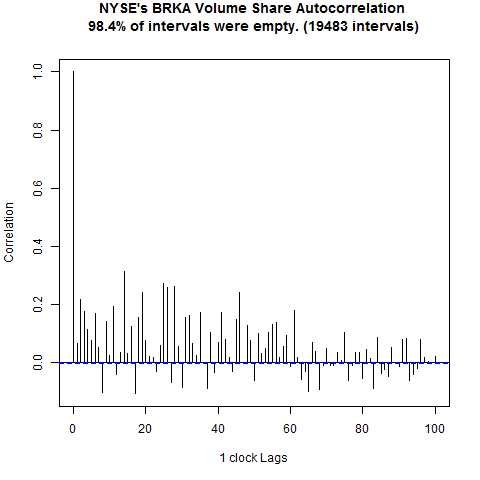 NYSE's BRKA Volume Share Autocorrelation
98.4% of intervals were empty. (19483 intervals)
Correlation
1.0
0.8
0.6
0.4
0.2
0.0
0 20 40 60 80 100
1 clock Lags